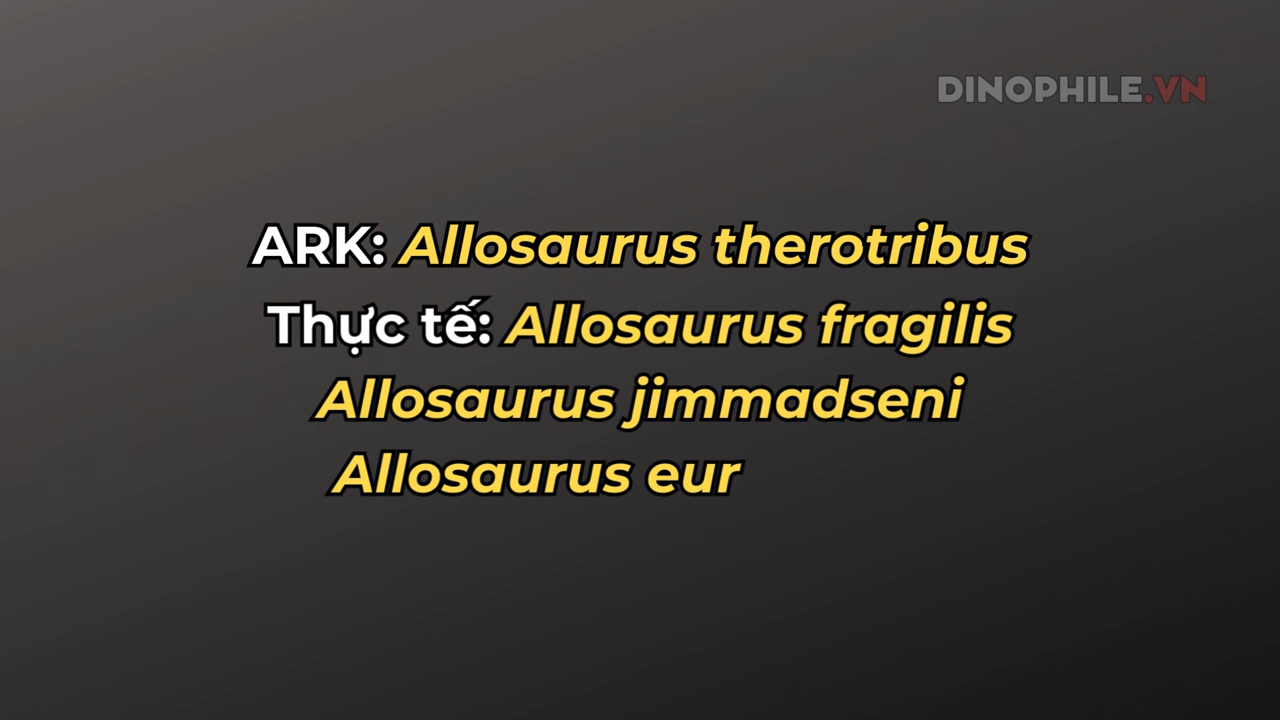 DINOPHILE.VN
ARK: Allosaurus therotribus
Thực tế: Allosaurus fragilis
Allosaurus jimmadseni
Allosaurus eur